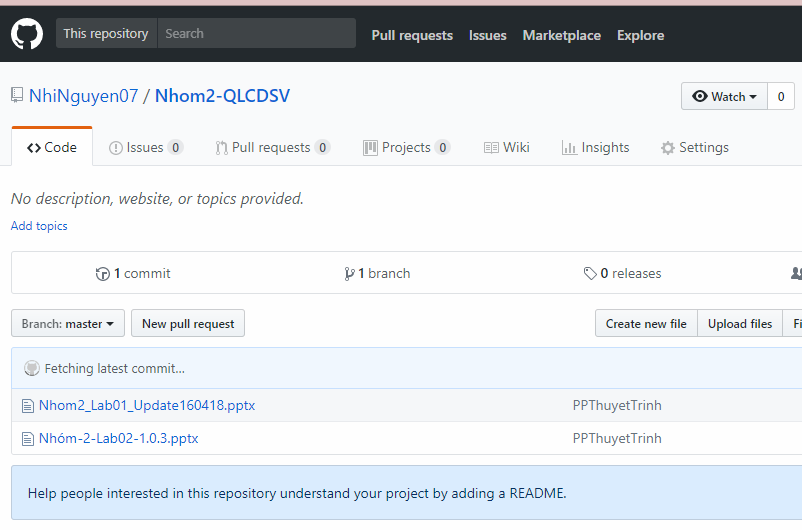 This repository Search Pull requests Issues Marketplace Explore
NhiNguyen07 / Nhom2-QLCDSV Watch 0
Code Issues 0 Pull requests 0 Projects 0 Wiki Insights Settings
No description, website, or topics provided.
Add topics
1 commit 1 branch 0 releases
Branch: master New pull request Create new file Upload files Fi
Fetching latest commit...
Nhom2_Lab01_Update160418.pptx PPThuyetTrinh
Nhóm-2-Lab02-1.0.3.pptx PPThuyetTrinh
Help people interested in this repository understand your project by adding a README.